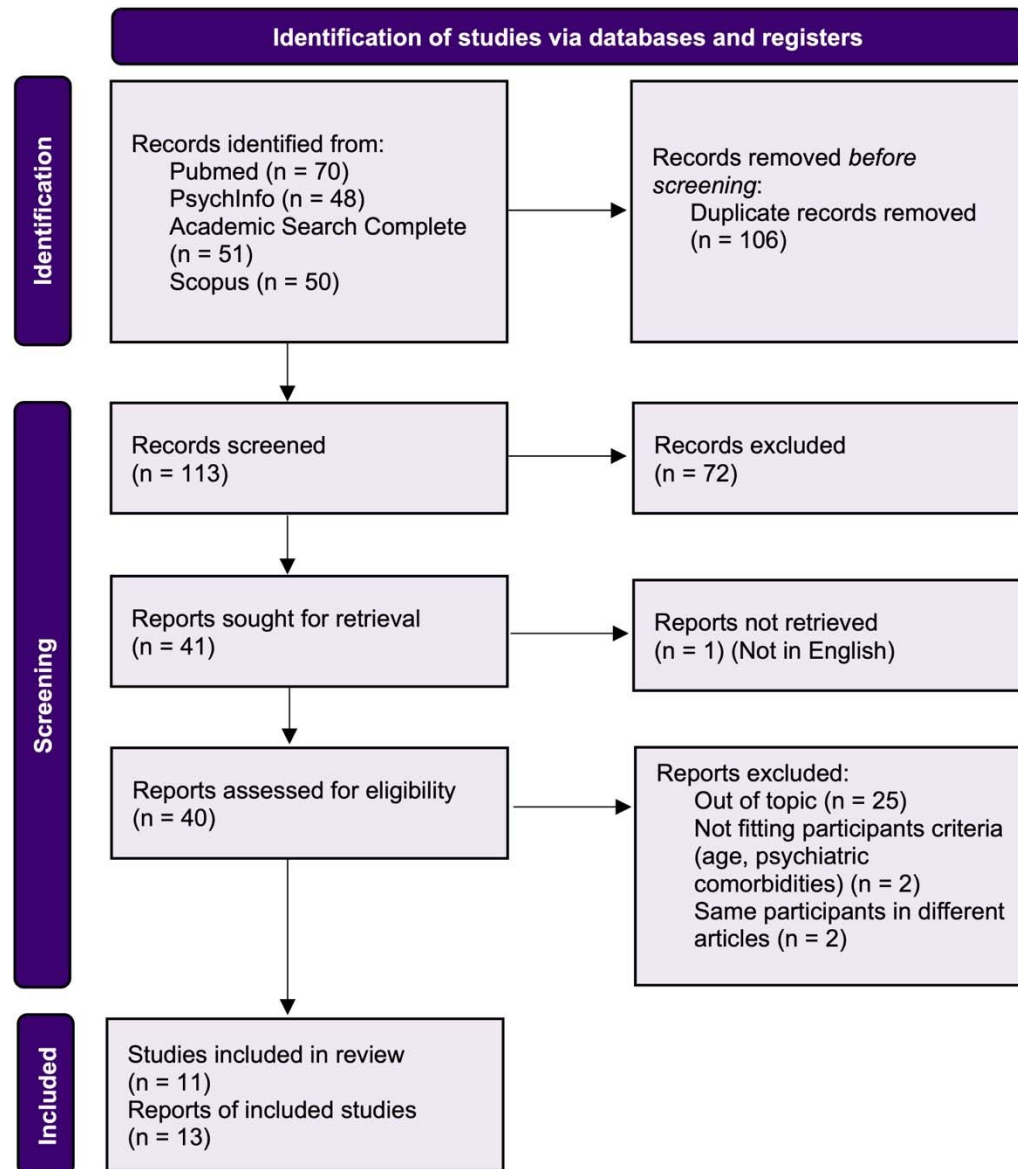 Identification of studies via databases and registers
Identification
Records identified from:
Pubmed (n = 70)
PsychInfo (n = 48)
Academic Search Complete
(n = 51)
Scopus (n = 50)
Records removed before
screening:
Duplicate records removed
(n = 106)
Screening
Records screened
(n = 113)
Records excluded
(n = 72)
Reports sought for retrieval
(n = 41)
Reports not retrieved
(n = 1) (Not in English)
Reports assessed for eligibility
(n = 40)
Reports excluded:
Out of topic (n = 25)
Not fitting participants criteria
(age, psychiatric
comorbidities) (n = 2)
Same participants in different
articles (n = 2)
Included
Studies included in review
(n = 11)
Reports of included studies
(n = 13)